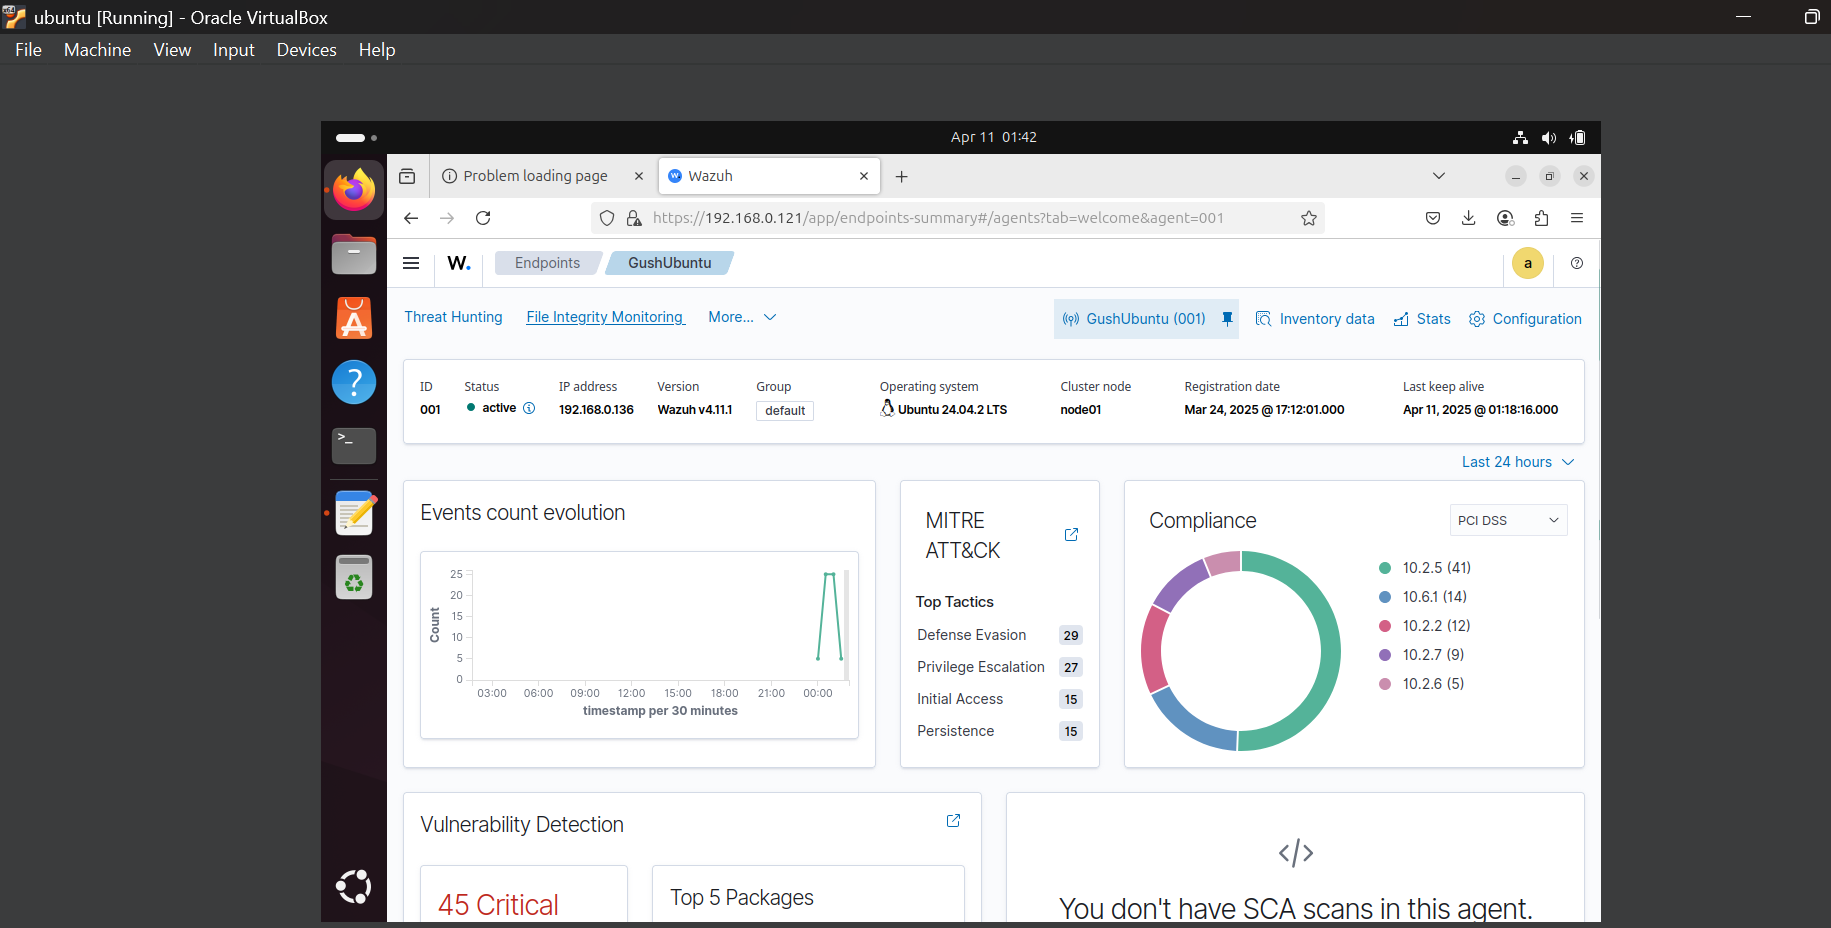 ubuntu [Running] - Oracle VirtualBox
File Machine View Input Devices Help
Apr 11 01:42
Problem loading page
Wazuh
https://192.168.0.121/app/endpoints-summary#/agents?tab=welcome&agent=001
W. Endpoints GushUbuntu a
Threat Hunting File Integrity Monitoring More... GushUbuntu (001) Inventory data Stats Configuration
ID Status IP address Version Group Operating system Cluster node Registration date Last keep alive
001 active 192.168.0.136 Wazuh v4.11.1 default Ubuntu 24.04.2 LTS node01 Mar 24, 2025 @ 17:12:01.000 Apr 11, 2025 @ 01:18:16.000
Last 24 hours
Events count evolution
25
20
15
10
5
0
Count
03:00 06:00 09:00 12:00 15:00 18:00 21:00 00:00
timestamp per 30 minutes
MITRE
ATT&CK
Top Tactics
Defense Evasion 29
Privilege Escalation 27
Initial Access 15
Persistence 15
Compliance
PCI DSS
10.2.5 (41)
10.6.1 (14)
10.2.2 (12)
10.2.7 (9)
10.2.6 (5)
Vulnerability Detection
45 Critical
Top 5 Packages
You don't have SCA scans in this agent.